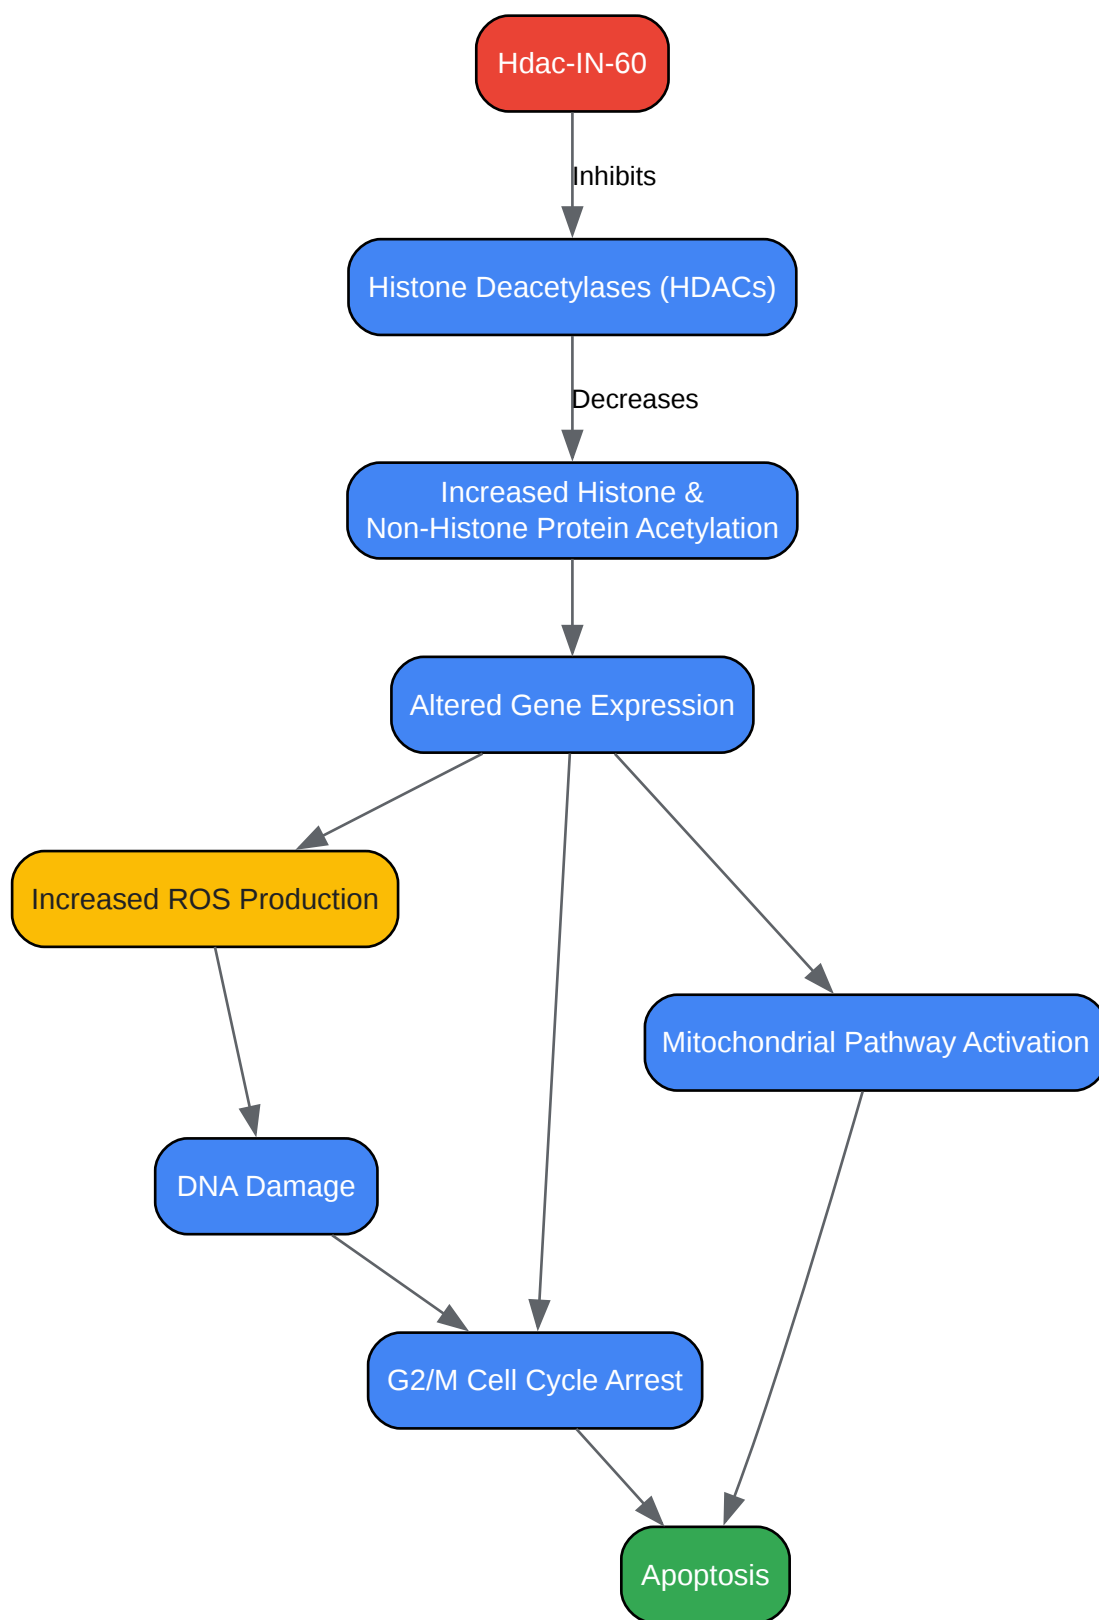 Hdac-IN-60
Inhibits
Histone Deacetylases (HDACs)
Decreases
Increased Histone &
Non-Histone Protein Acetylation
Altered Gene Expression
Increased ROS Production
Mitochondrial Pathway Activation
DNA Damage
G2/M Cell Cycle Arrest
Apoptosis